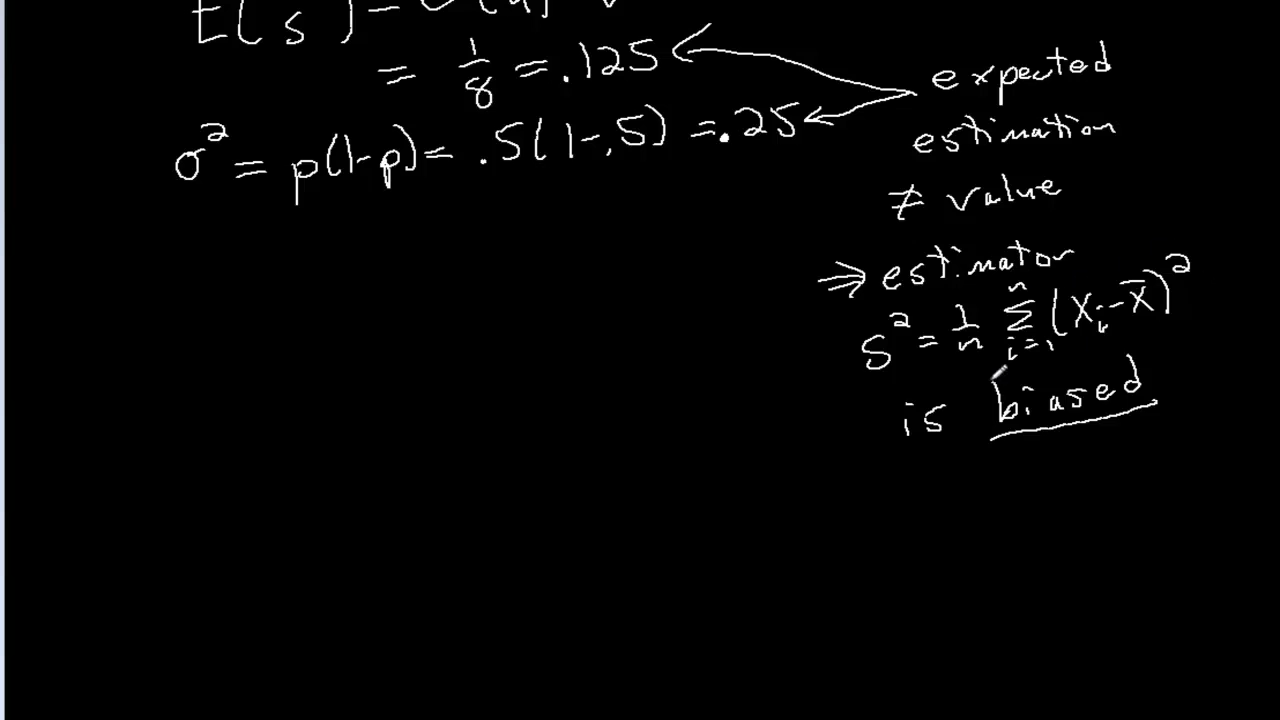 E(s
= 1/8 = .125
σ² = p(1-p) = .5(1-.5) = .25
expected
estimation
≠ value
⇒ estimator
s² = 1/n Σ_{i=1}^{n} (X_i - X̄)²
is biased